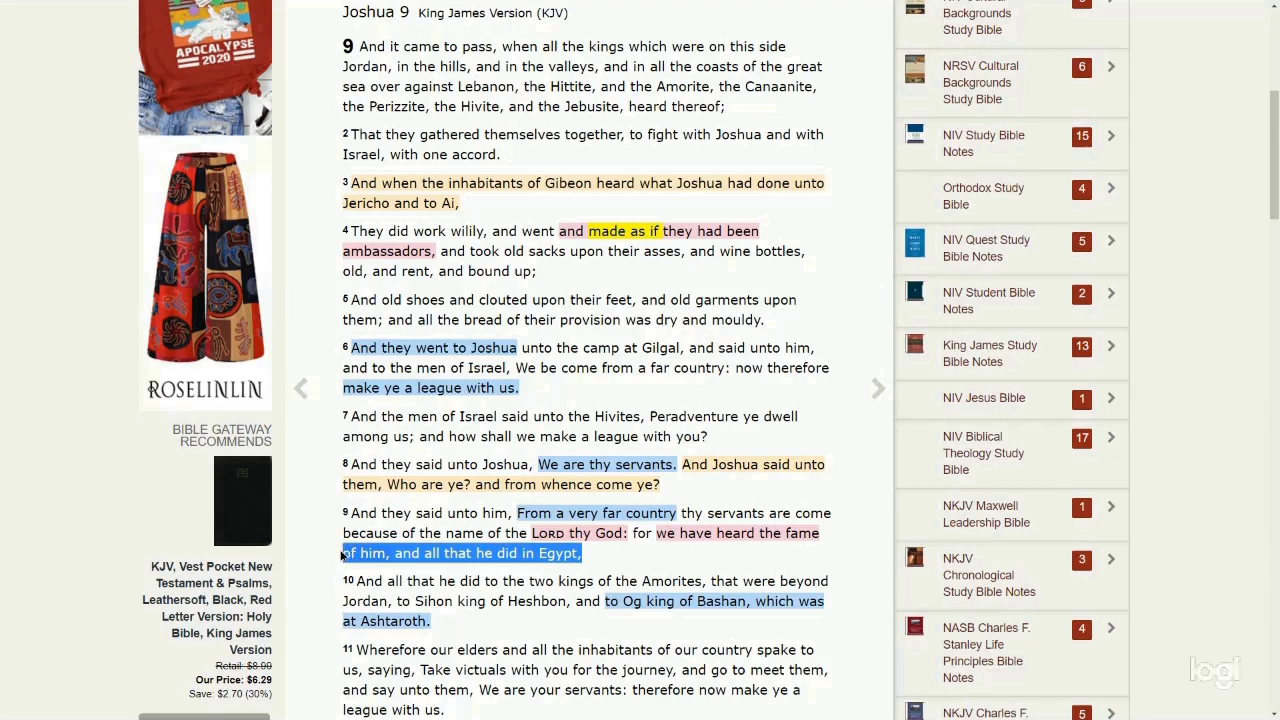 APOCALYPSE
2020
ROSELINLIN
BIBLE GATEWAY
RECOMMENDS
KJV, Vest Pocket New
Testament & Psalms,
Leathersoft, Black, Red
Letter Version: Holy
Bible, King James
Version
Retail: $8.99
Our Price: $6.29
Save: $2.70 (30%)
Joshua 9 King James Version (KJV)
9 And it came to pass, when all the kings which were on this side
Jordan, in the hills, and in the valleys, and in all the coasts of the great
sea over against Lebanon, the Hittite, and the Amorite, the Canaanite,
the Perizzite, the Hivite, and the Jebusite, heard thereof;
2 That they gathered themselves together, to fight with Joshua and with
Israel, with one accord.
3 And when the inhabitants of Gibeon heard what Joshua had done unto
Jericho and to Ai,
4 They did work wilily, and went and made as if they had been
ambassadors, and took old sacks upon their asses, and wine bottles,
old, and rent, and bound up;
5 And old shoes and clouted upon their feet, and old garments upon
them; and all the bread of their provision was dry and mouldy.
6 And they went to Joshua unto the camp at Gilgal, and said unto him,
and to the men of Israel, We be come from a far country: now therefore
make ye a league with us.
7 And the men of Israel said unto the Hivites, Peradventure ye dwell
among us; and how shall we make a league with you?
8 And they said unto Joshua, We are thy servants. And Joshua said unto
them, Who are ye? and from whence come ye?
9 And they said unto him, From a very far country thy servants are come
because of the name of the LORD thy God: for we have heard the fame
of him, and all that he did in Egypt,
10 And all that he did to the two kings of the Amorites, that were beyond
Jordan, to Sihon king of Heshbon, and to Og king of Bashan, which was
at Ashtaroth.
11 Wherefore our elders and all the inhabitants of our country spake to
us, saying, Take victuals with you for the journey, and go to meet them,
and say unto them, We are your servants: therefore now make ye a
league with us.
Backgrounds
Study Bible
NRSV Cultural
Backgrounds
Study Bible
6
NIV Study Bible
Notes
15
Orthodox Study
Bible
4
NIV Quest Study
Bible Notes
5
NIV Student Bible
Notes
2
King James Study
Bible Notes
13
NIV Jesus Bible
1
NIV Biblical
Theology Study
Bible
17
NKJV Maxwell
Leadership Bible
1
NKJV
Chronological
Study Bible Notes
3
NASB Charles F.
Stanley Life
Principles Bible
Notes
4
NKJV Charles F.
5
logi